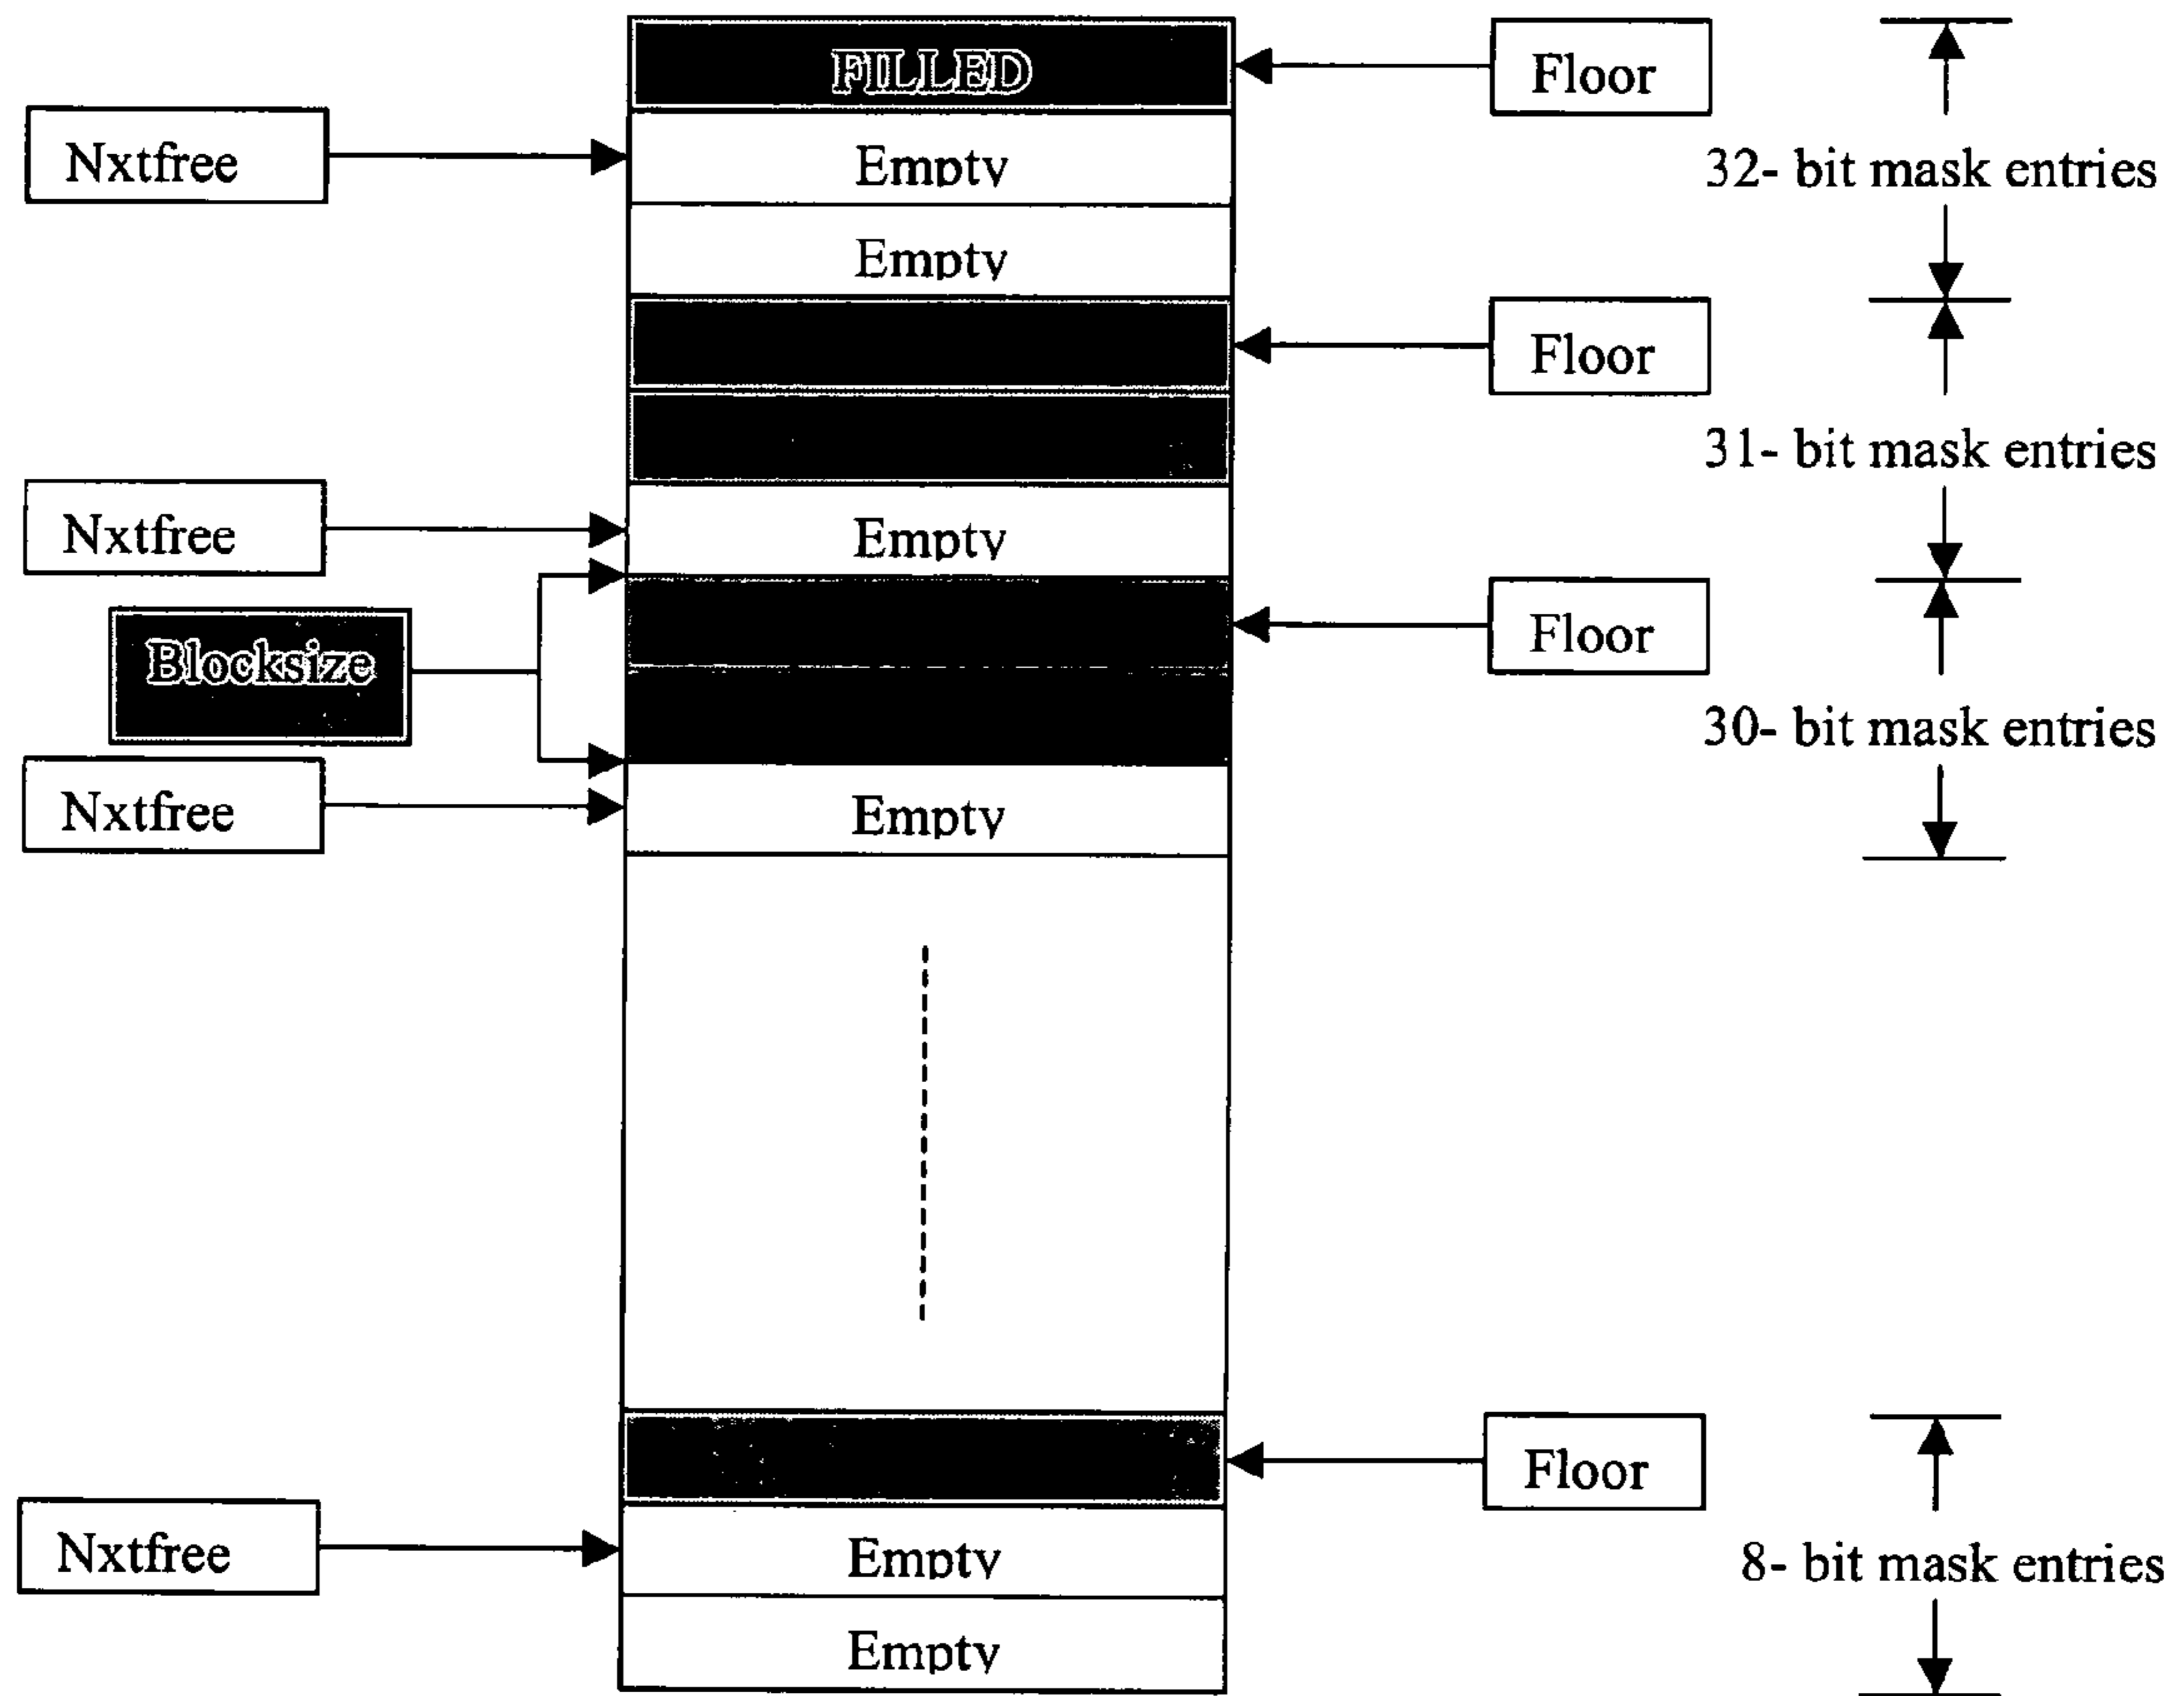 FILLED
Floor
Nxtfree
Empty
32- bit mask entries
Empty
Floor
31- bit mask entries
Nxtfree
Empty
Blocksize
Floor
30- bit mask entries
Nxtfree
Empty
Floor
Nxtfree
Empty
8- bit mask entries
Empty